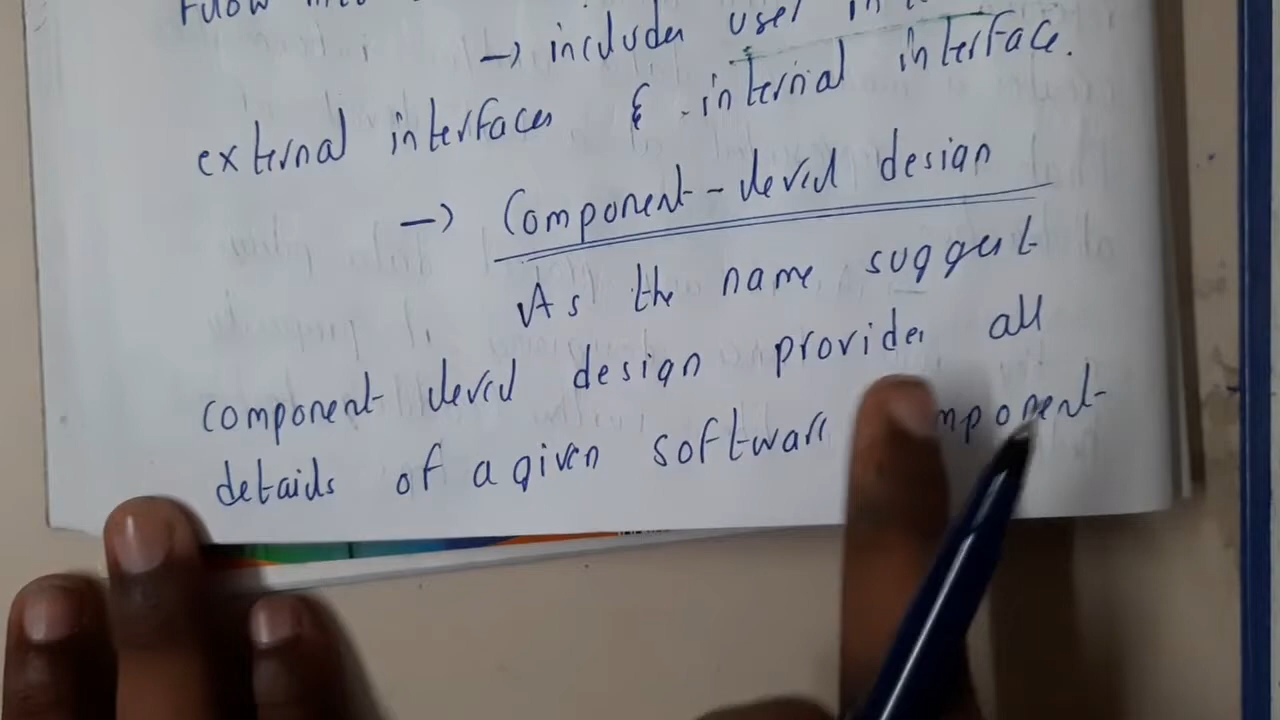 → includes user
external interfaces & internal interface.
→ Component-level design
As the name suggest
component level design provides all
details of a given software